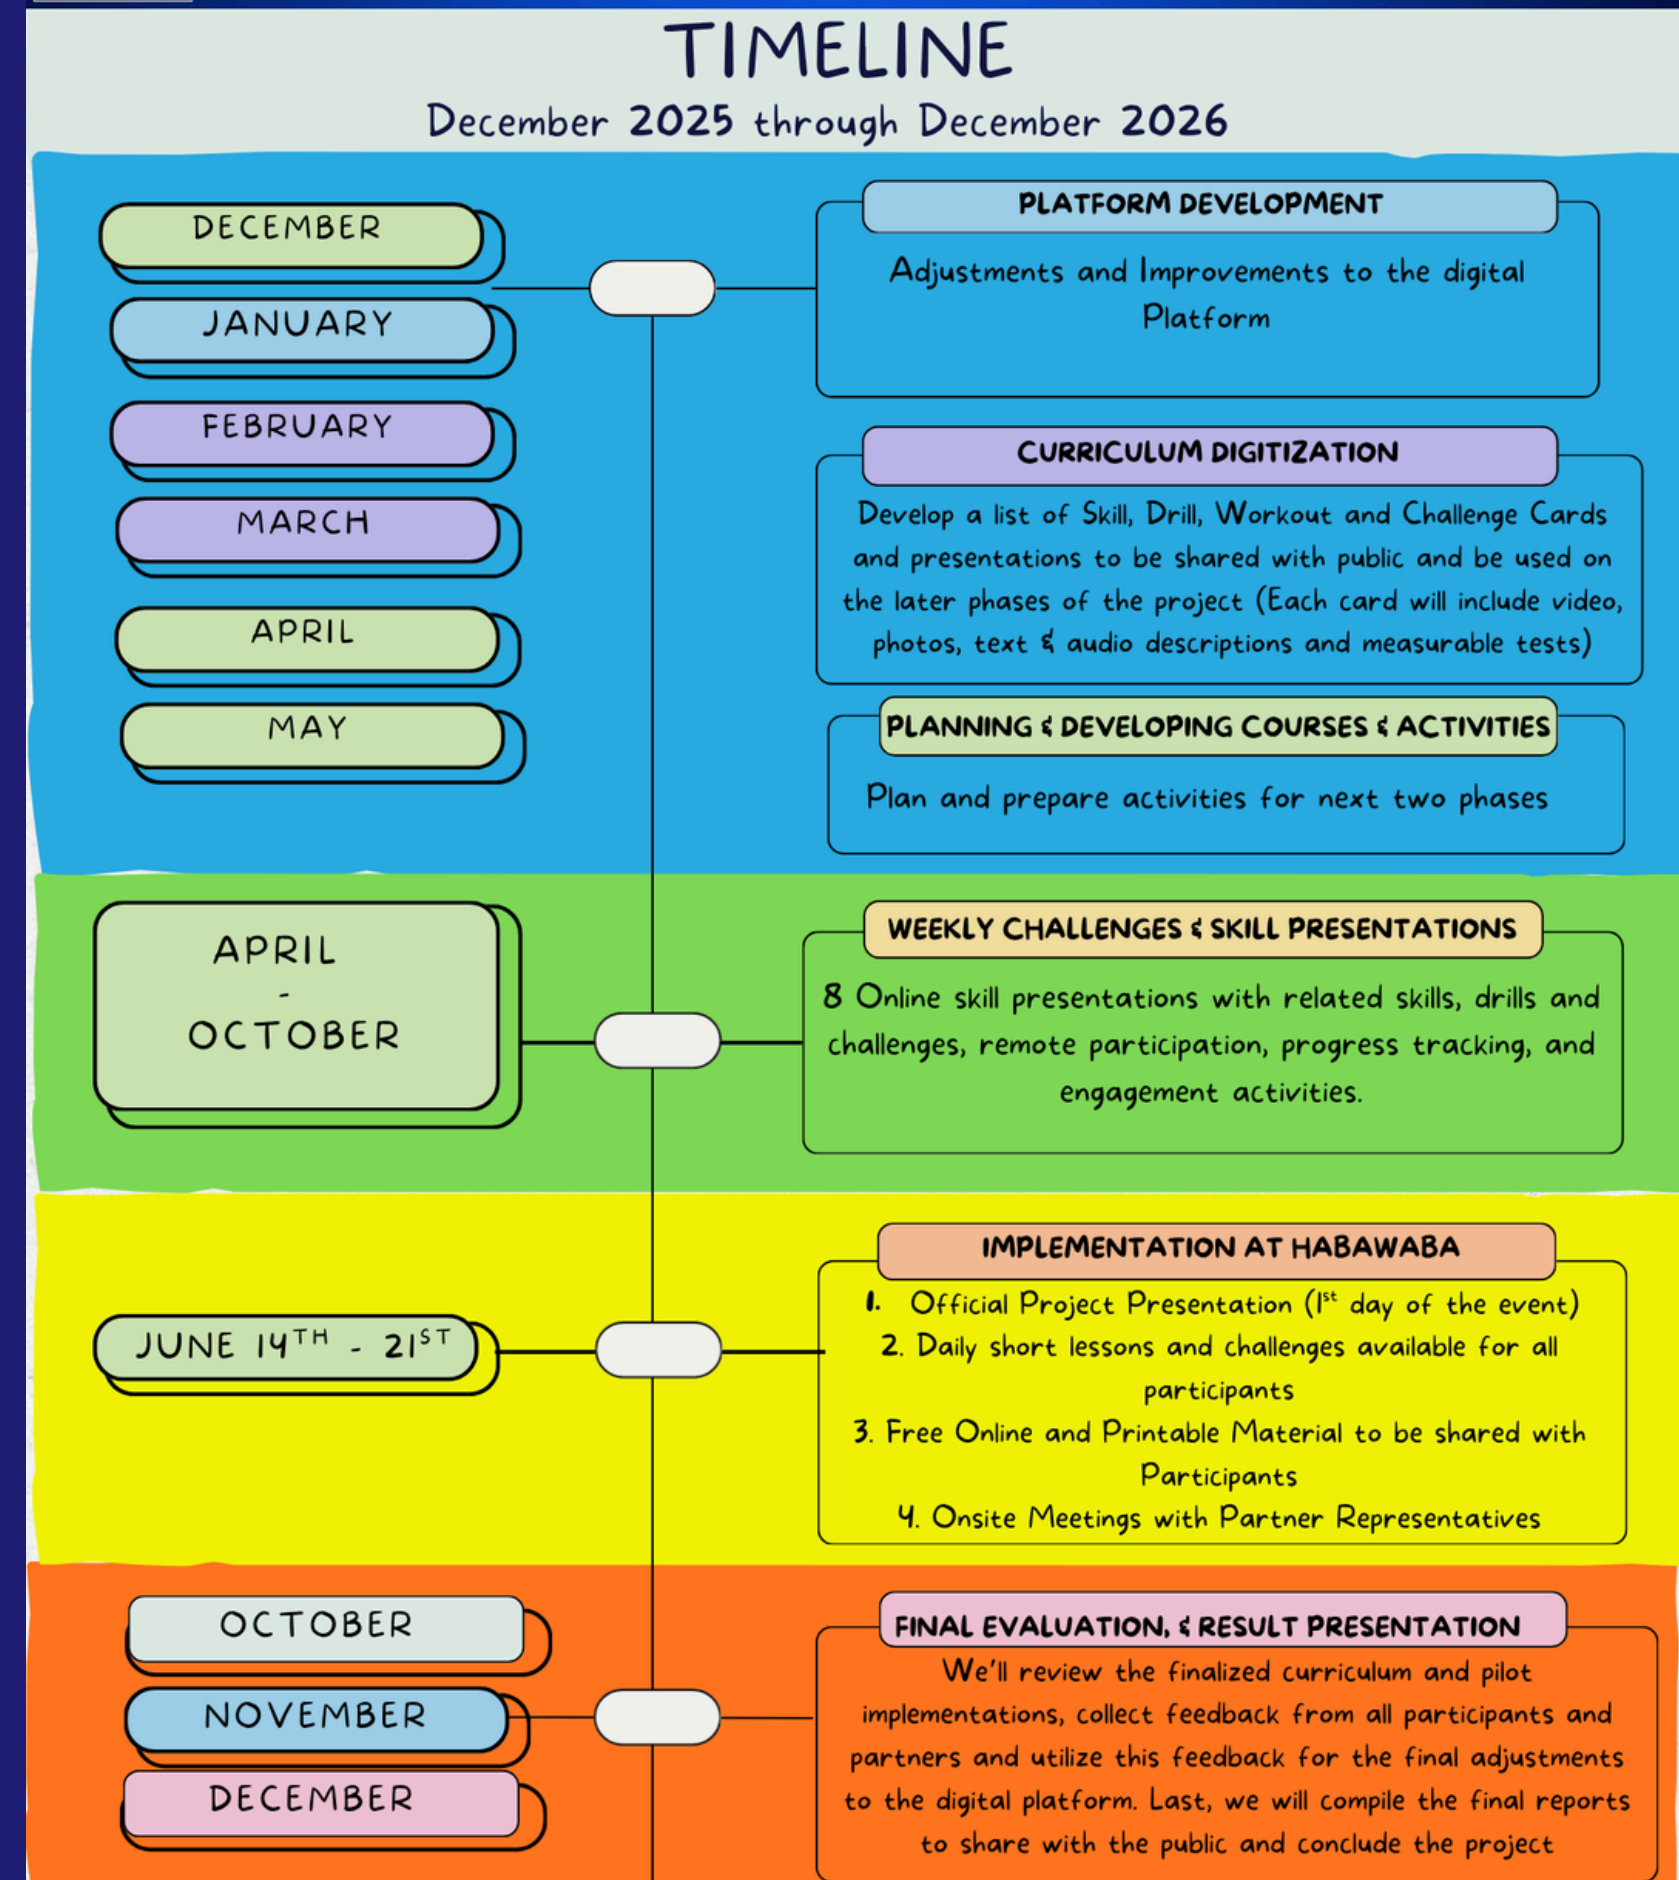 TIMELINE
December 2025 through December 2026
DECEMBER
JANUARY
FEBRUARY
MARCH
APRIL
MAY
PLATFORM DEVELOPMENT
Adjustments and Improvements to the digital
Platform
CURRICULUM DIGITIZATION
Develop a list of Skill, Drill, Workout and Challenge Cards
and presentations to be shared with public and be used on
the later phases of the project (Each card will include video,
photos, text & audio descriptions and measurable tests)
PLANNING & DEVELOPING COURSES & ACTIVITIES
Plan and prepare activities for next two phases
APRIL
-
OCTOBER
WEEKLY CHALLENGES & SKILL PRESENTATIONS
8 Online skill presentations with related skills, drills and
challenges, remote participation, progress tracking, and
engagement activities.
JUNE 14TH - 21ST
IMPLEMENTATION AT HABAWABA
1. Official Project Presentation (1st day of the event)
2. Daily short lessons and challenges available for all
participants
3. Free Online and Printable Material to be shared with
Participants
4. Onsite Meetings with Partner Representatives
OCTOBER
NOVEMBER
DECEMBER
FINAL EVALUATION, & RESULT PRESENTATION
We'll review the finalized curriculum and pilot
implementations, collect feedback from all participants and
partners and utilize this feedback for the final adjustments
to the digital platform. Last, we will compile the final reports
to share with the public and conclude the project